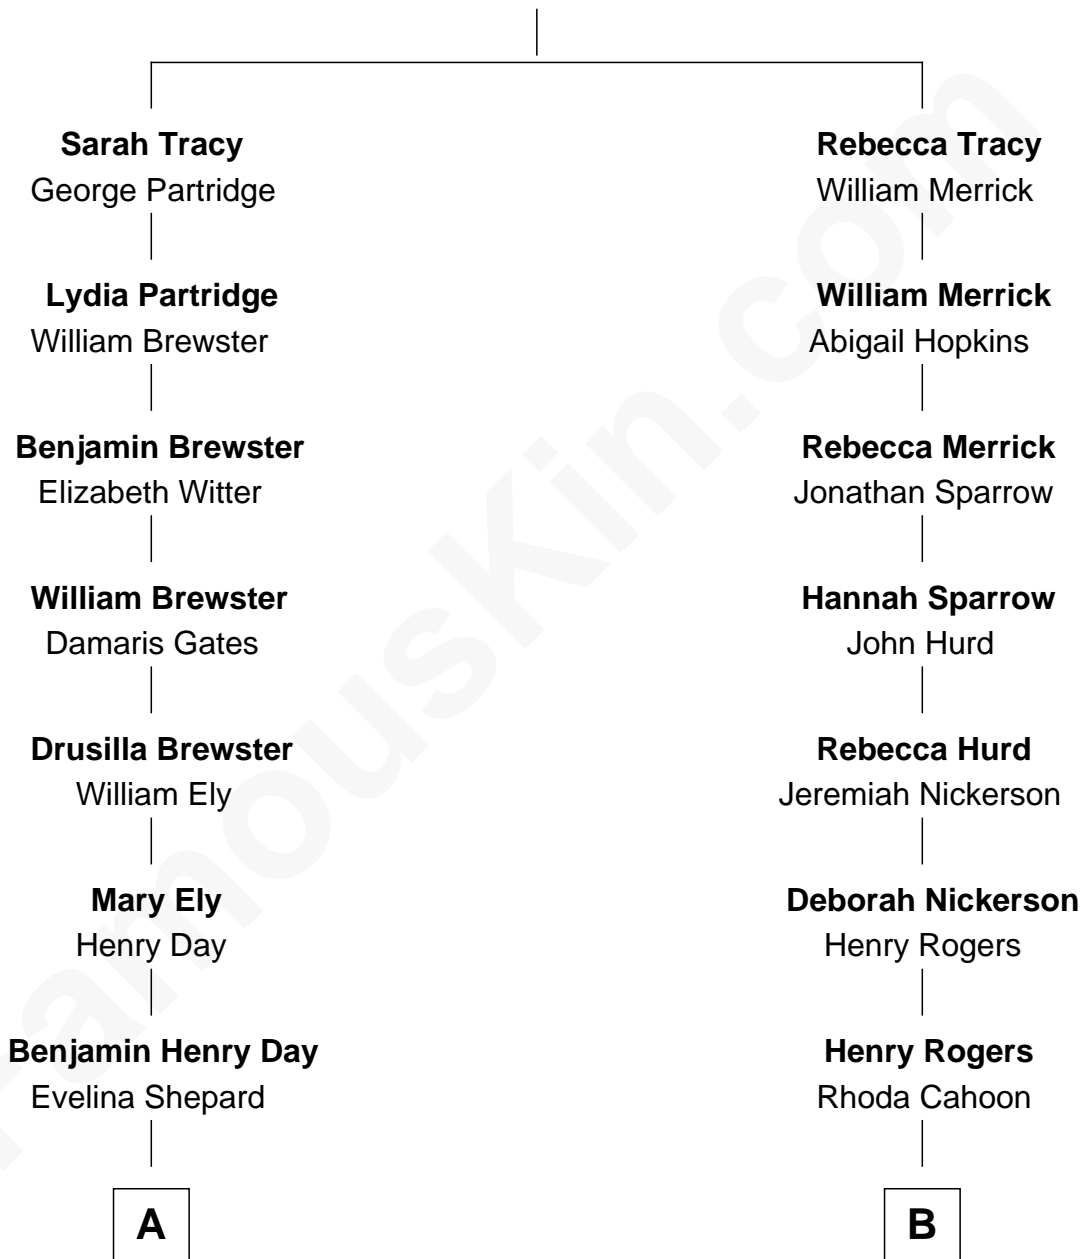 Sarah Tracy
George Partridge
Lydia Partridge
William Brewster
Benjamin Brewster
Elizabeth Witter
William Brewster
Damaris Gates
Drusilla Brewster
William Ely
Mary Ely
Henry Day
Benjamin Henry Day
Evelina Shepard
A
Rebecca Tracy
William Merrick
William Merrick
Abigail Hopkins
Rebecca Merrick
Jonathan Sparrow
Hannah Sparrow
John Hurd
Rebecca Hurd
Jeremiah Nickerson
Deborah Nickerson
Henry Rogers
Henry Rogers
Rhoda Cahoon
B
FamousKin.com